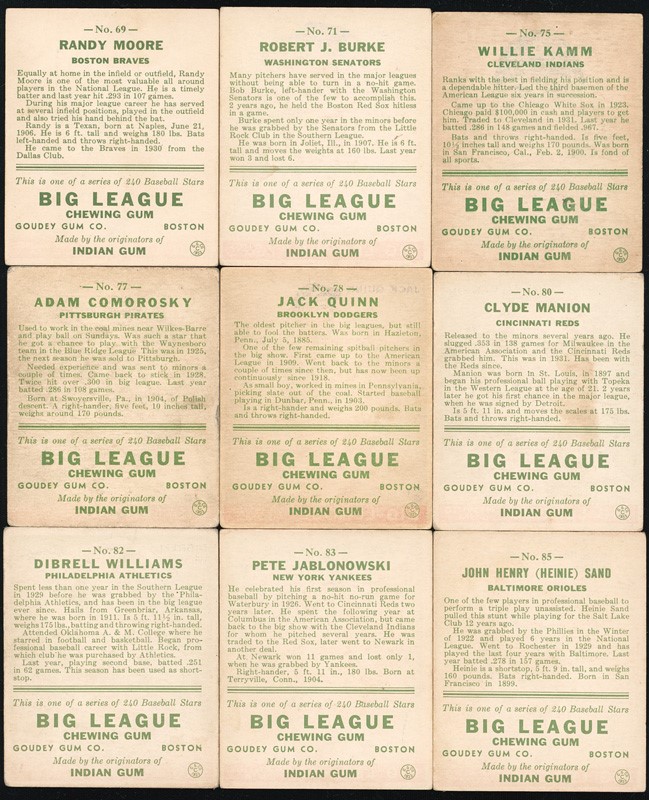 — No. 69 —
RANDY MOORE
BOSTON BRAVES
Equally at home in the infield or outfield, Randy
Moore is one of the most valuable all around
players in the National League. He is a timely
batter and last year hit .293 in 107 games.
During his major league career he has served
at several infield positions, played in the outfield
and also tried his hand behind the bat.
Randy is a Texan, born at Naples, June 21,
1906. He is 6 ft. tall and weighs 180 lbs. Bats
left-handed and throws right-handed.
He came to the Braves in 1930 from the
Dallas Club.
This is one of a series of 240 Baseball Stars
BIG LEAGUE
CHEWING GUM
GOUDEY GUM CO. BOSTON
Made by the originators of
INDIAN GUM
— No. 71 —
ROBERT J. BURKE
WASHINGTON SENATORS
Many pitchers have served in the major leagues
without being able to turn in a no-hit game.
Bob Burke, left-hander with the Washington
Senators is one of the few to accomplish this.
2 years ago, he held the Boston Red Sox hitless
in a game.
Burke spent only one year in the minors before
he was grabbed by the Senators from the Little
Rock Club in the Southern League.
He was born in Joliet, Ill., in 1907. He is 6 ft.
tall and moves the weights at 160 lbs. Last year
won 3 and lost 6.
This is one of a series of 240 Baseball Stars
BIG LEAGUE
CHEWING GUM
GOUDEY GUM CO. BOSTON
Made by the originators of
INDIAN GUM
— No. 75 —
WILLIE KAMM
CLEVELAND INDIANS
Ranks with the best in fielding his position and is
a dependable hitter. Led the third basemen of the
American League six years in succession.
Came up to the Chicago White Sox in 1923.
Chicago paid $100,000 in cash and players to get
him. Traded to Cleveland in 1931. Last year he
batted .286 in 148 games and fielded .967.
Bats and throws right-handed. Is five feet,
10½ inches tall and weighs 170 pounds. Was born
in San Francisco, Cal., Feb. 2, 1900. Is fond of
all sports.
This is one of a series of 240 Baseball Stars
BIG LEAGUE
CHEWING GUM
GOUDEY GUM CO. BOSTON
Made by the originators of
INDIAN GUM
— No. 77 —
ADAM COMOROSKY
PITTSBURGH PIRATES
Used to work in the coal mines near Wilkes-Barre
and play ball on Sundays. Was such a star that
he got a chance to play with the Waynesboro
team in the Blue Ridge League This was in 1925,
the next season he was sold to Pittsburgh.
Needed experience and was sent to minors a
couple of times. Came back to stick in 1928.
Twice hit over .300 in big league. Last year
batted .286 in 108 games.
Born at Swoyersville, Pa., in 1904, of Polish
descent. A right-hander, five feet, 10 inches tall,
weighs around 170 pounds.
This is one of a series of 240 Baseball Stars
BIG LEAGUE
CHEWING GUM
GOUDEY GUM CO. BOSTON
Made by the originators of
INDIAN GUM
— No. 78 —
JACK QUINN
BROOKLYN DODGERS
The oldest pitcher in the big leagues, but still
able to fool the batters. Was born in Hazleton,
Penn., July 5, 1885.
One of the few remaining spitball-pitchers in
the big show. First came up to the American
League in 1909. Went back to the minors a
couple of times since then, but has now been up
continuously since 1918.
As small boy, worked in mines in Pennsylvania,
picking slate out of the coal. Started baseball
playing in Dunbar, Penn., in 1903.
Is a right-hander and weighs 200 pounds. Bats
and throws right-handed.
This is one of a series of 240 Baseball Stars
BIG LEAGUE
CHEWING GUM
GOUDEY GUM CO. BOSTON
Made by the originators of
INDIAN GUM
— No. 80 —
CLYDE MANION
CINCINNATI REDS
Released to the minors several years ago. He
slugged .353 in 138 games for Milwaukee in the
American Association and the Cincinnati Reds
grabbed him. This was in 1931. Has been with
the Reds since.
Manion was born in St. Louis, in 1897 and
began his professional ball playing with Topeka
in the Western League at the age of 21. 2 years
later he got his first chance in the major league,
when he was signed by Detroit.
Is 5 ft. 11 in. and moves the scales at 175 lbs.
Bats and throws right-handed.
This is one of a series of 240 Baseball Stars
BIG LEAGUE
CHEWING GUM
GOUDEY GUM CO. BOSTON
Made by the originators of
INDIAN GUM
— No. 82 —
DIBRELL WILLIAMS
PHILADELPHIA ATHLETICS
Spent less than one year in the Southern League
in 1929 before he was grabbed by the Phila-
delphia Athletics, and has been in the big league
ever since. Hails from Greenbriar, Arkansas,
where he was born in 1911. Is 5 ft. 11½ in. tall,
weighs 175 lbs., batting and throwing right-handed.
Attended Oklahoma A. & M. College where he
starred in football and basketball. Began pro-
fessional baseball career with Little Rock, from
which club he was purchased by Athletics.
Last year, playing second base, batted .251
in 62 games. This season has been used as short-
stop.
This is one of a series of 240 Baseball Stars
BIG LEAGUE
CHEWING GUM
GOUDEY GUM CO. BOSTON
Made by the originators of
INDIAN GUM
— No. 83 —
PETE JABLONOWSKI
NEW YORK YANKEES
He celebrated his first season in professional
baseball by pitching a no-hit no-run game for
Waterbury in 1926. Went to Cincinnati Reds two
years later. He spent the following year at
Columbus in the American Association, but came
back to the big show with the Cleveland Indians
for whom he pitched several years. He was
traded to the Red Sox, later went to Newark in
another deal.
At Newark won 11 games and lost only 1,
when he was grabbed by Yankees.
Right-hander, 5 ft. 11 in., 180 lbs. Born at
Terryville, Conn., 1904.
This is one of a series of 240 Baseball Stars
BIG LEAGUE
CHEWING GUM
GOUDEY GUM CO. BOSTON
Made by the originators of
INDIAN GUM
— No. 85 —
JOHN HENRY (HEINIE) SAND
BALTIMORE ORIOLES
One of the few players in professional baseball to
perform a triple play unassisted. Heinie Sand
pulled this stunt while playing for the Salt Lake
Club 12 years ago.
He was grabbed by the Phillies in the Winter
of 1922 and played 6 years in the National
League. Went to Rochester in 1929 and has
played the last four years with Baltimore. Last
year batted .278 in 157 games.
Heinie is a shortstop, 5 ft. 9 in. tall, and weighs
160 pounds. Bats right-handed. Born in San
Francisco in 1899.
This is one of a series of 240 Baseball Stars
BIG LEAGUE
CHEWING GUM
GOUDEY GUM CO. BOSTON
Made by the originators of
INDIAN GUM